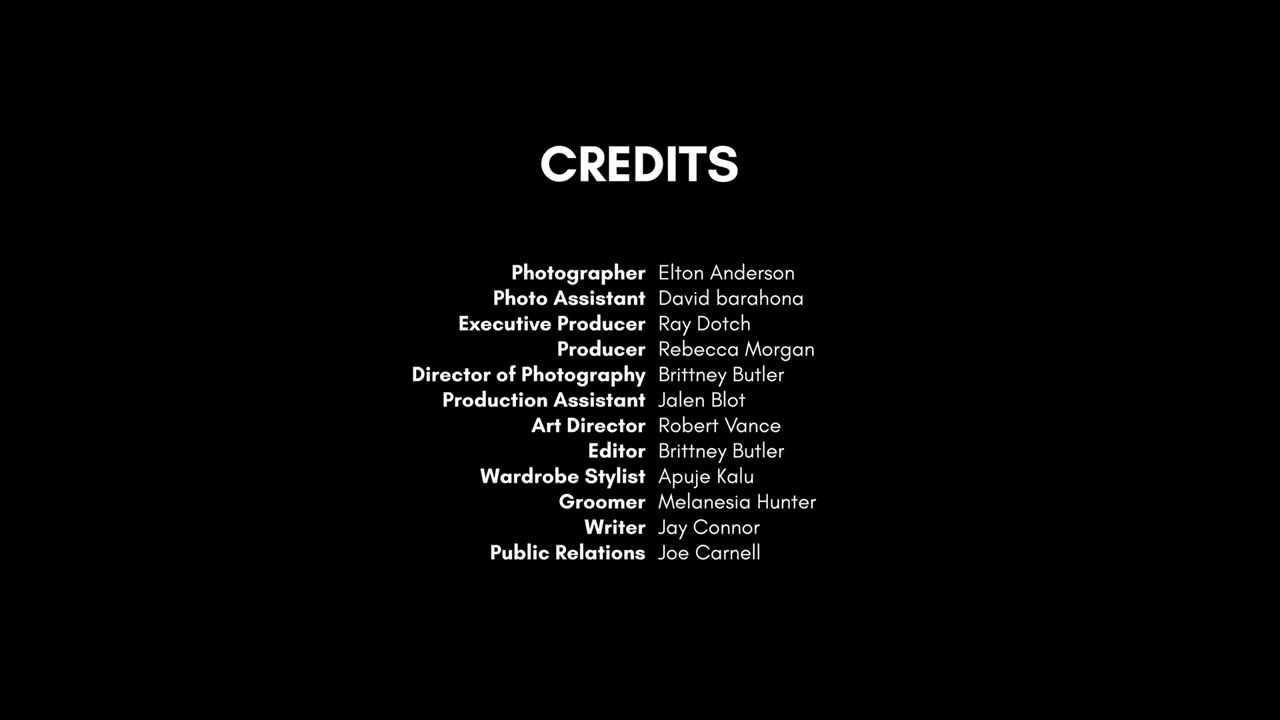 CREDITS
Photographer Elton Anderson
Photo Assistant David barahona
Executive Producer Ray Dotch
Producer Rebecca Morgan
Director of Photography Brittney Butler
Production Assistant Jalen Blot
Art Director Robert Vance
Editor Brittney Butler
Wardrobe Stylist Apuje Kalu
Groomer Melanesia Hunter
Writer Jay Connor
Public Relations Joe Carnell